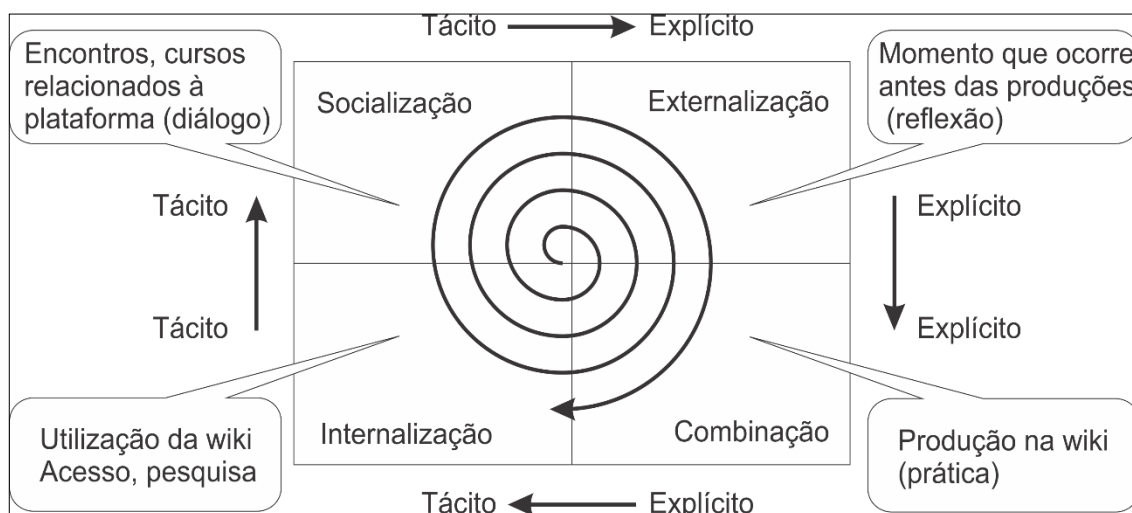 Tácito Explícito
Encontros, cursos
relacionados à
plataforma (diálogo)
Socialização
Externalização
Momento que ocorre
antes das produções
(reflexão)
Tácito
Explícito
Tácito
Explícito
Utilização da wiki
Acesso, pesquisa
Internalização
Combinação
Produção na wiki
(prática)
Tácito Explícito